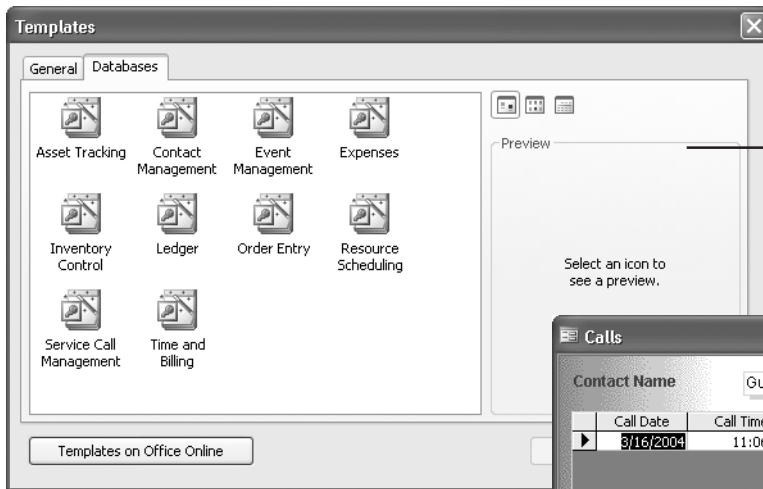 Templates
General Databases
Asset Tracking
Contact
Management
Event
Management
Expenses
Inventory
Control
Ledger
Order Entry
Resource
Scheduling
Service Call
Management
Time and
Billing
Preview
Select an icon to
see a preview.
Templates on Office Online
Calls
Contact Name
Call Date Call Time
3/16/2004